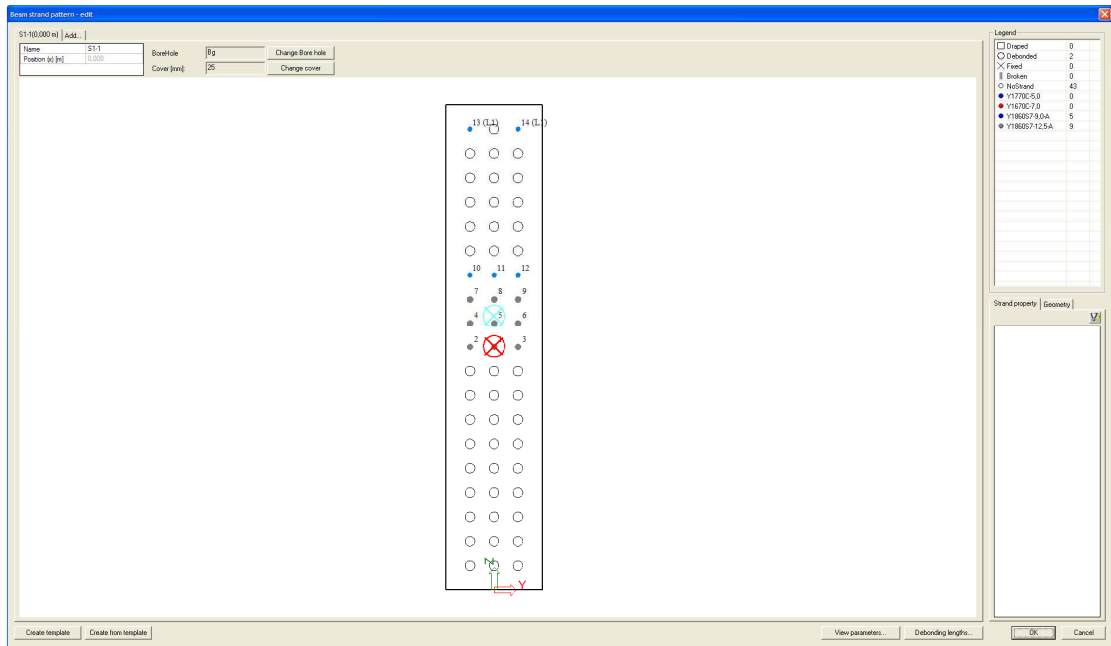 Beam strand pattern - edit
S1-1(0,000 m) Add...
Name S1-1
Position (x) [m] 0.000
BoreHole Bg Change Bore hole
Cover [mm]: 25 Change cover
13 (L1) 14 (L1)
10 11 12
7 8 9
4 5 6
2 3
Y
Legend
Draped 0
Debonded 2
Fixed 0
Broken 0
NoStrand 43
Y1770C-5,0 0
Y1670C-7,0 0
Y1860S7-9,0-A 5
Y1860S7-12,5-A 9
Strand property Geometry
Create template Create from template View parameters... Debonding lengths... OK Cancel